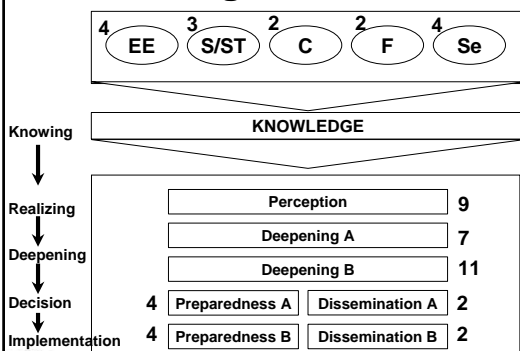 4 3 2 2 4
EE S/ST C F Se
Knowing
KNOWLEDGE
Realizing
Perception 9
Deepening A 7
Deepening
Deepening B 11
Decision
4 Preparedness A Dissemination A 2
Implementation
4 Preparedness B Dissemination B 2